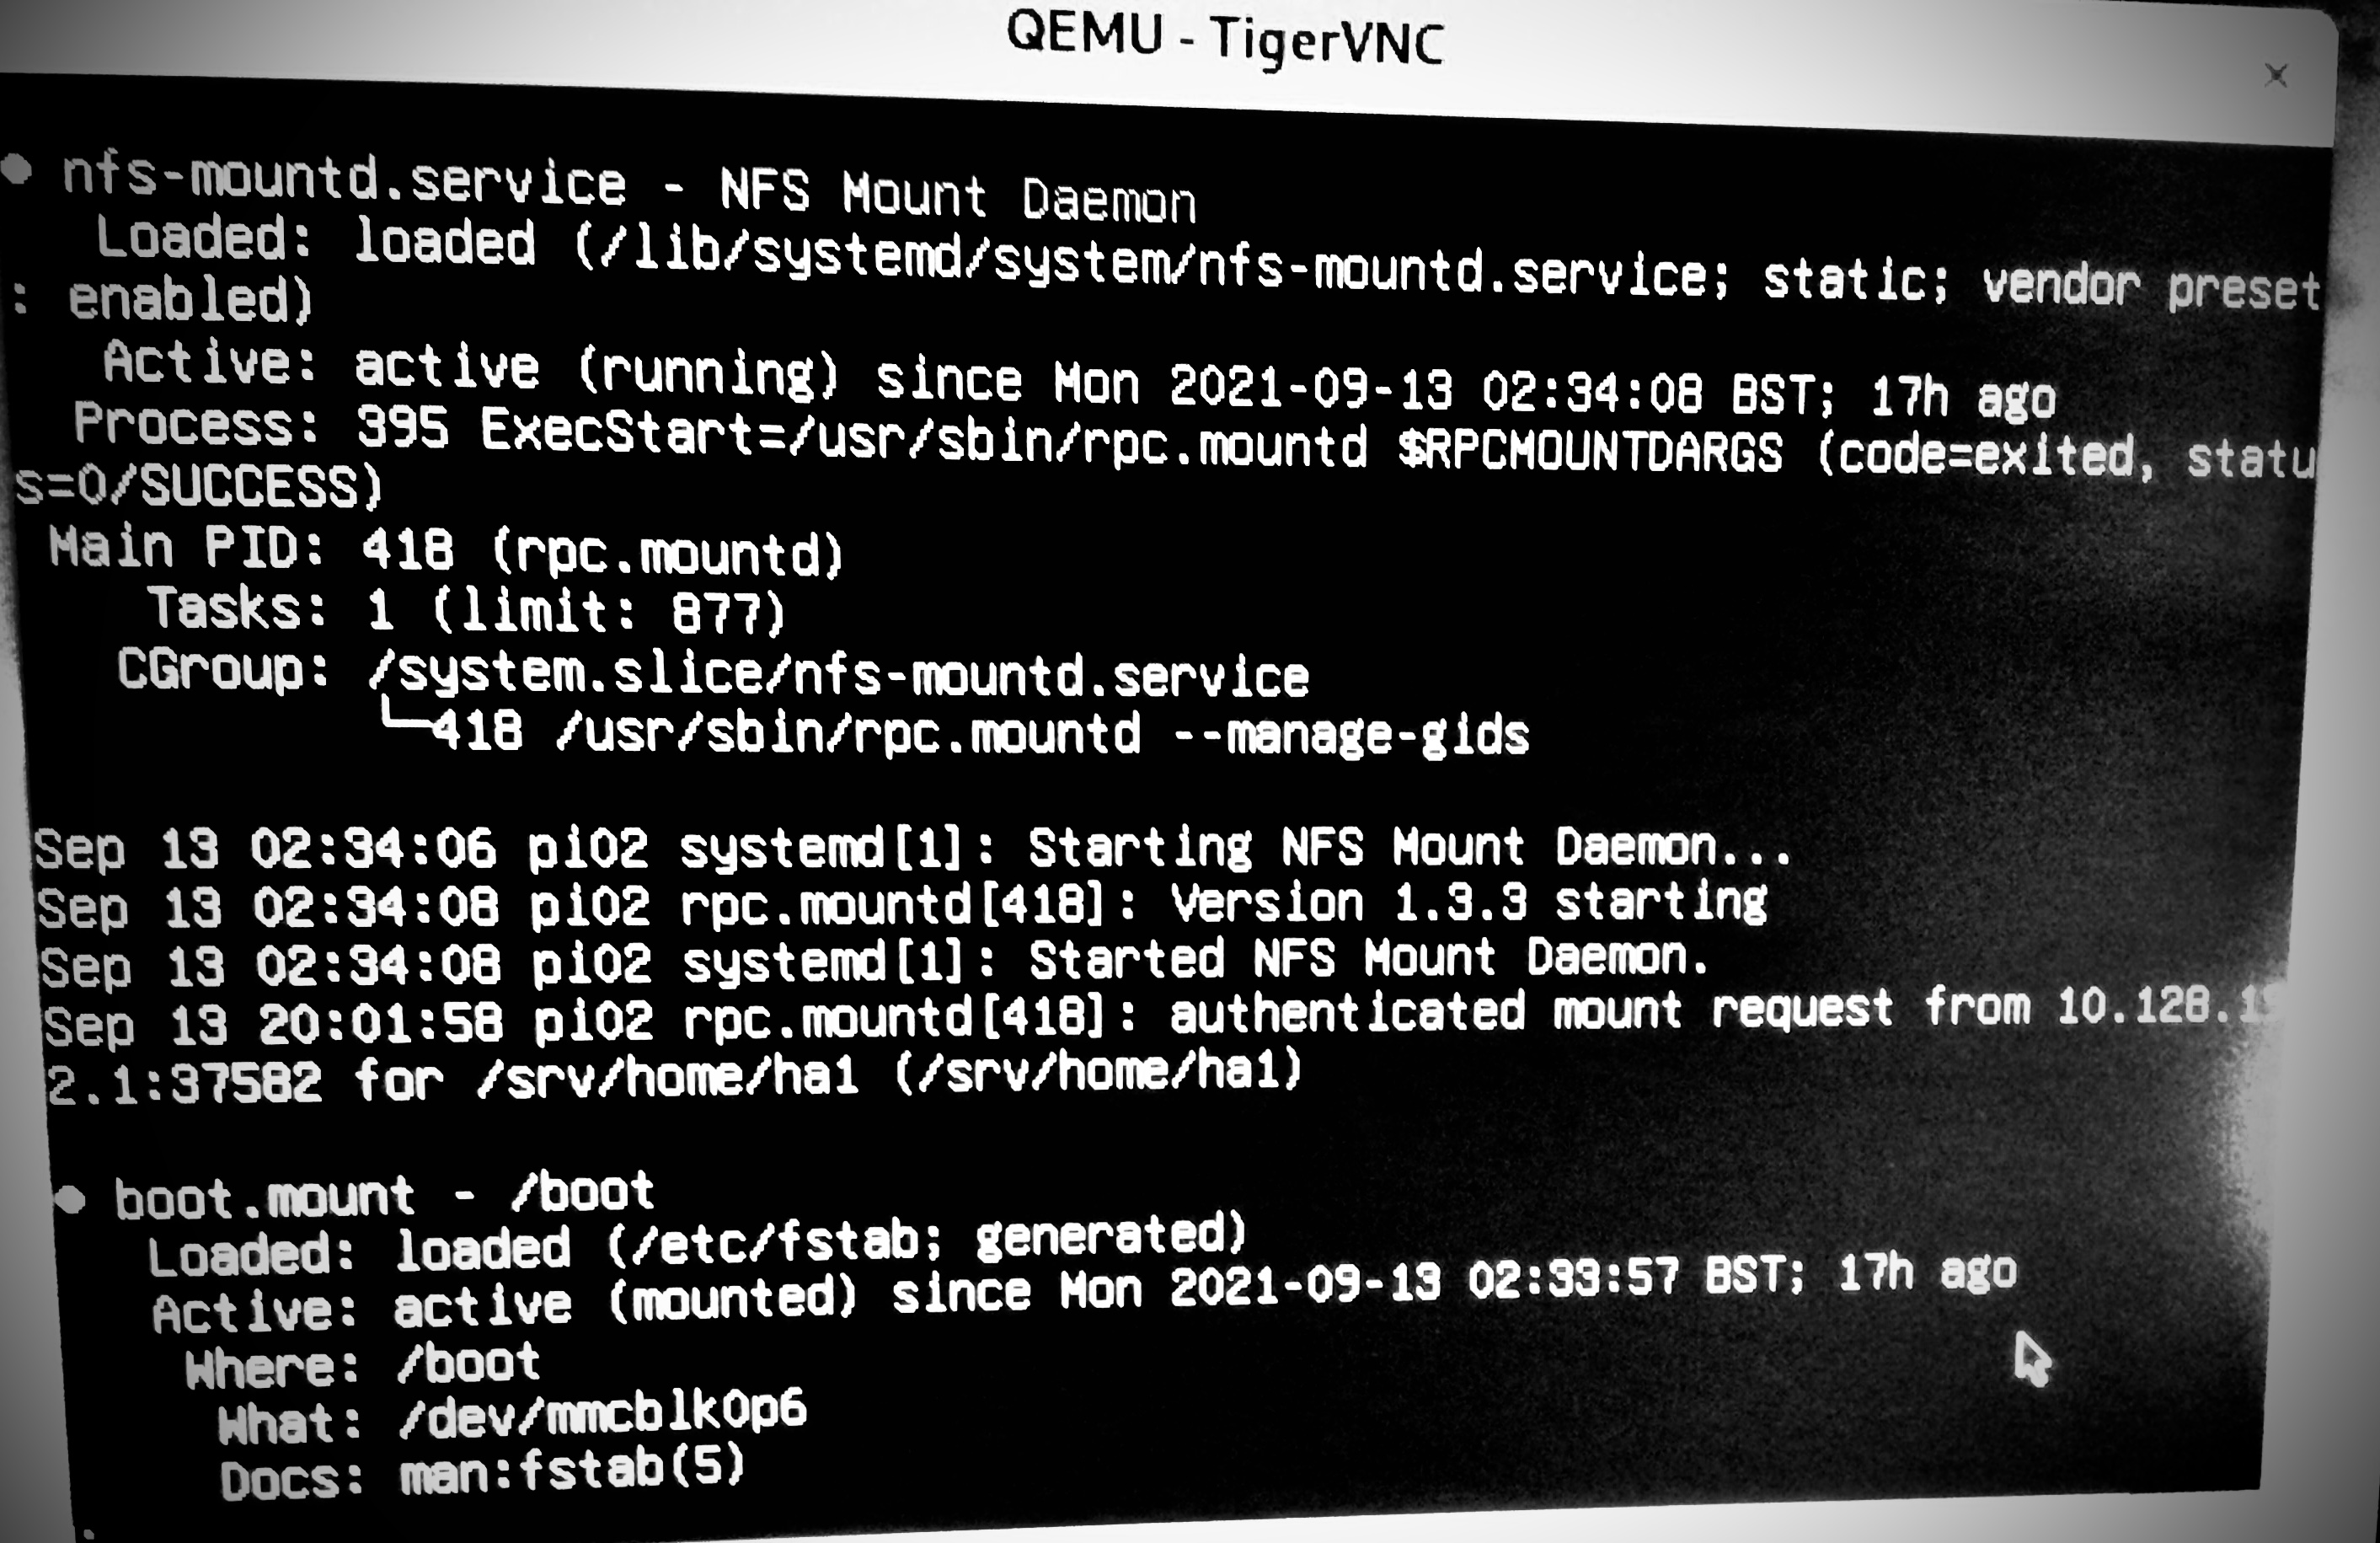 QEMU - TigerVNC
● nfs-mountd.service - NFS Mount Daemon
Loaded: loaded (/lib/systemd/system/nfs-mountd.service; static; vendor preset
: enabled)
Active: active (running) since Mon 2021-09-13 02:34:08 BST; 17h ago
Process: 395 ExecStart=/usr/sbin/rpc.mountd $RPCMOUNTDARGS (code=exited, statu
s=0/SUCCESS)
Main PID: 418 (rpc.mountd)
Tasks: 1 (limit: 877)
CGroup: /system.slice/nfs-mountd.service
└─418 /usr/sbin/rpc.mountd --manage-gids
Sep 13 02:34:06 pi02 systemd[1]: Starting NFS Mount Daemon...
Sep 13 02:34:08 pi02 rpc.mountd[418]: Version 1.3.3 starting
Sep 13 02:34:08 pi02 systemd[1]: Started NFS Mount Daemon.
Sep 13 20:01:58 pi02 rpc.mountd[418]: authenticated mount request from
2.1:37582 for /srv/home/ha1 (/srv/home/ha1)
● boot.mount - /boot
Loaded: loaded (/etc/fstab; generated)
Active: active (mounted) since Mon 2021-09-13 02:33:57 BST; 17h ago
Where: /boot
What: /dev/mmcblk0p6
Docs: man:fstab(5)